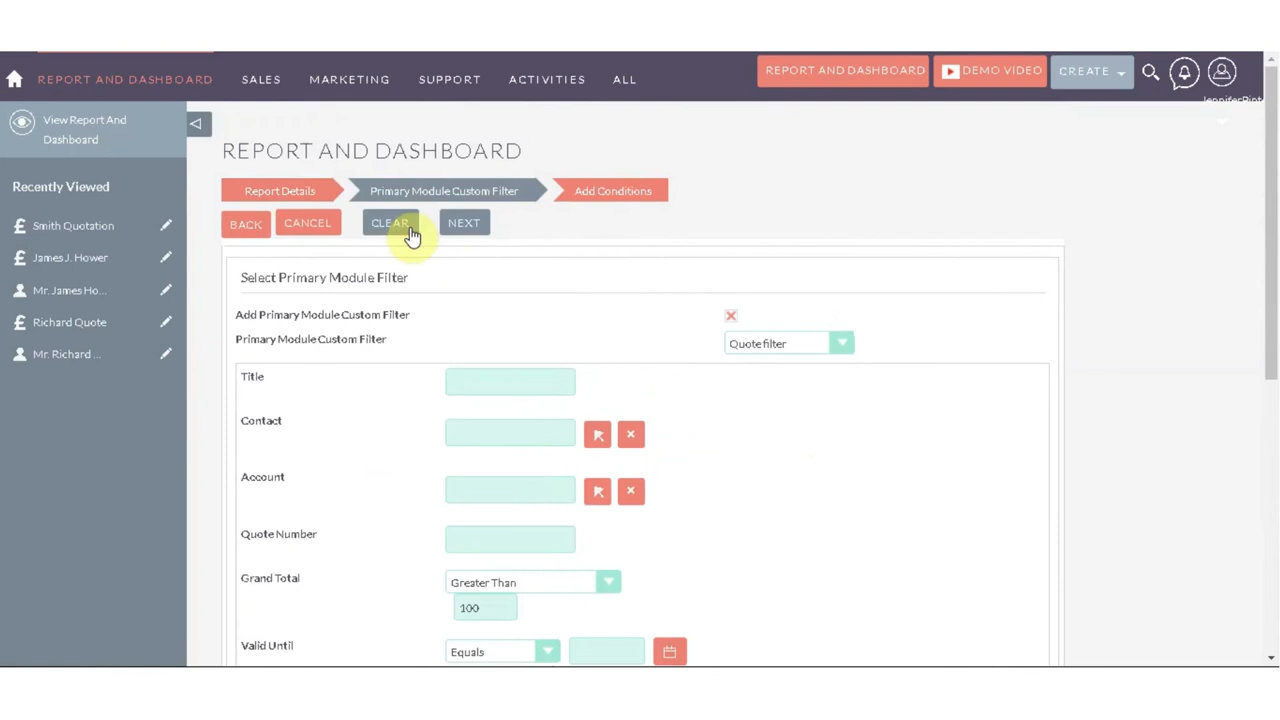 REPORT AND DASHBOARD SALES MARKETING SUPPORT ACTIVITIES ALL REPORT AND DASHBOARD DEMO VIDEO CREATE
View Report And
Dashboard
Recently Viewed
Smith Quotation
James J. Hower
Mr. James Ho...
Richard Quote
Mr. Richard ...
REPORT AND DASHBOARD
Report Details Primary Module Custom Filter Add Conditions
BACK CANCEL CLEAR NEXT
Select Primary Module Filter
Add Primary Module Custom Filter
Primary Module Custom Filter Quote filter
Title
Contact
Account
Quote Number
Grand Total Greater Than
100
Valid Until Equals